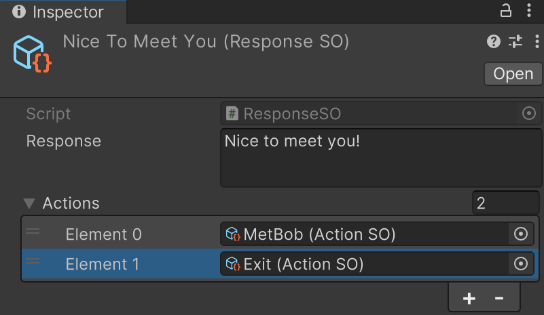 Inspector
Nice To Meet You (Response SO)
Open
Script ResponseSO
Response Nice to meet you!
Actions 2
Element 0 MetBob (Action SO)
Element 1 Exit (Action SO)
+ -